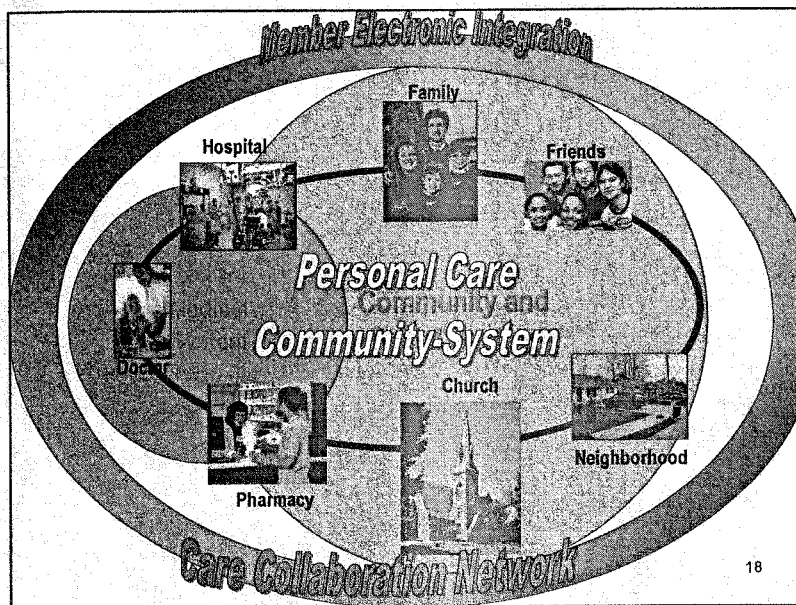 Member Electronic Integration
Family
Hospital
Friends
Personal Care
Community and
Community-System
Doctor
Church
Neighborhood
Pharmacy
Care Collaboration Network
18